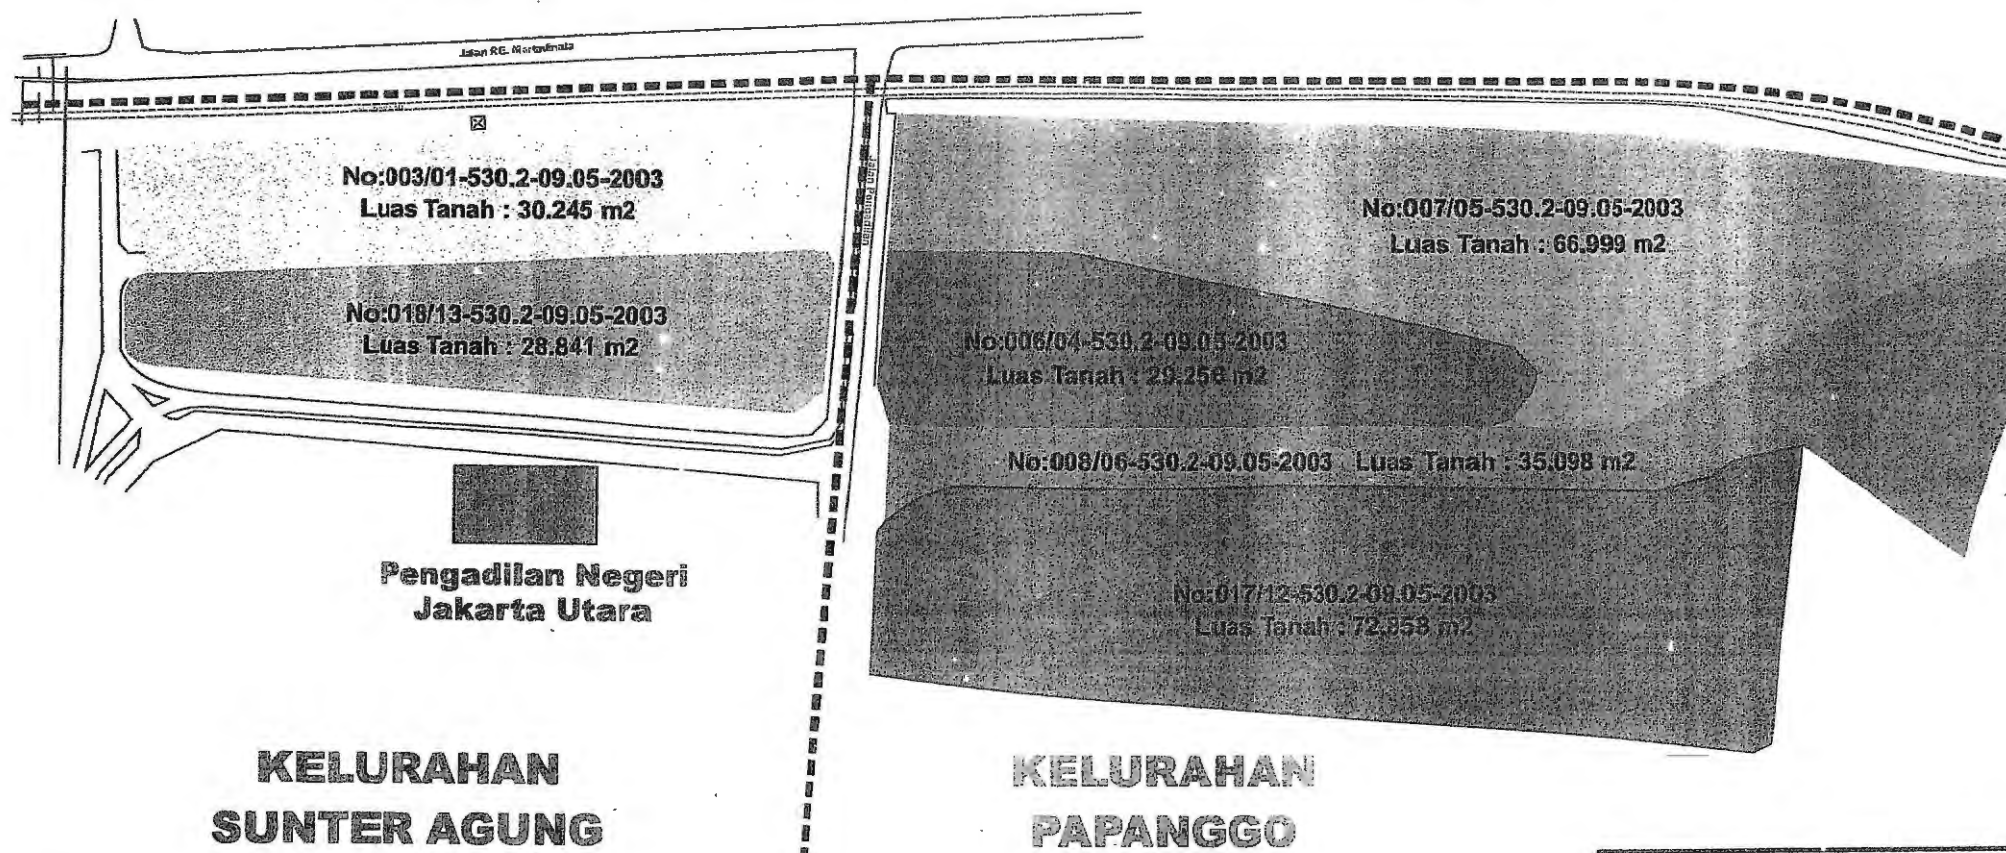 Jalan RE. Martadinata
No:003/01-530.2-09.05-2003
Luas Tanah : 30.245 m2
No:018/13-530.2-09.05-2003
Luas Tanah : 28.841 m2
No:007/05-530.2-09.05-2003
Luas Tanah : 66.999 m2
No:006/04-530.2-09.05-2003
Luas Tanah : 29.256 m2
No:008/06-530.2-09.05-2003 Luas Tanah : 35.098 m2
No:017/12-530.2-09.05-2003
Luas Tanah : 72.858 m2
Pengadilan Negeri
Jakarta Utara
KELURAHAN
SUNTER AGUNG
KELURAHAN
PAPANGGO